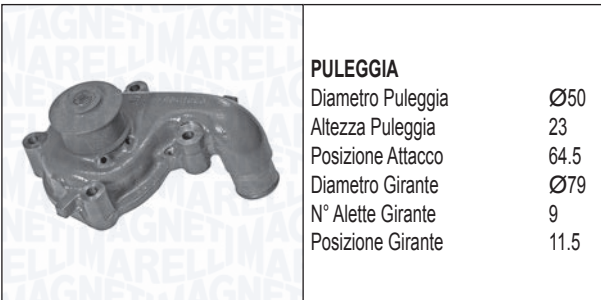 MAGNETI MARELLI
PULEGGIA
Diametro Puleggia Ø50
Altezza Puleggia 23
Posizione Attacco 64.5
Diametro Girante Ø79
N° Alette Girante 9
Posizione Girante 11.5